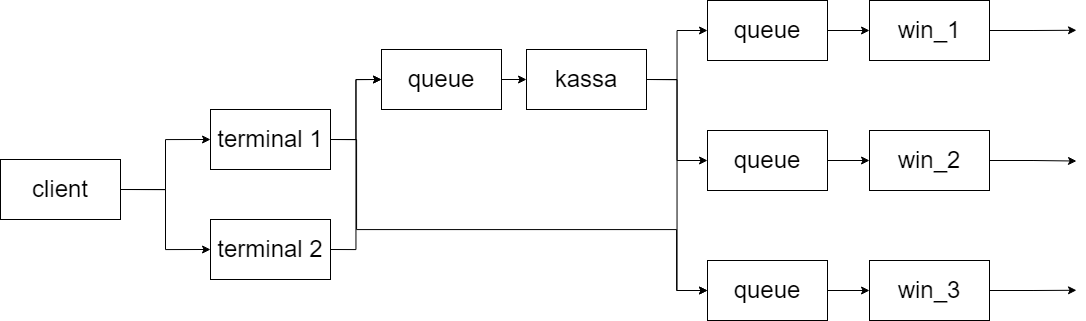 client
terminal 1
terminal 2
queue
kassa
queue
win_1
queue
win_2
queue
win_3